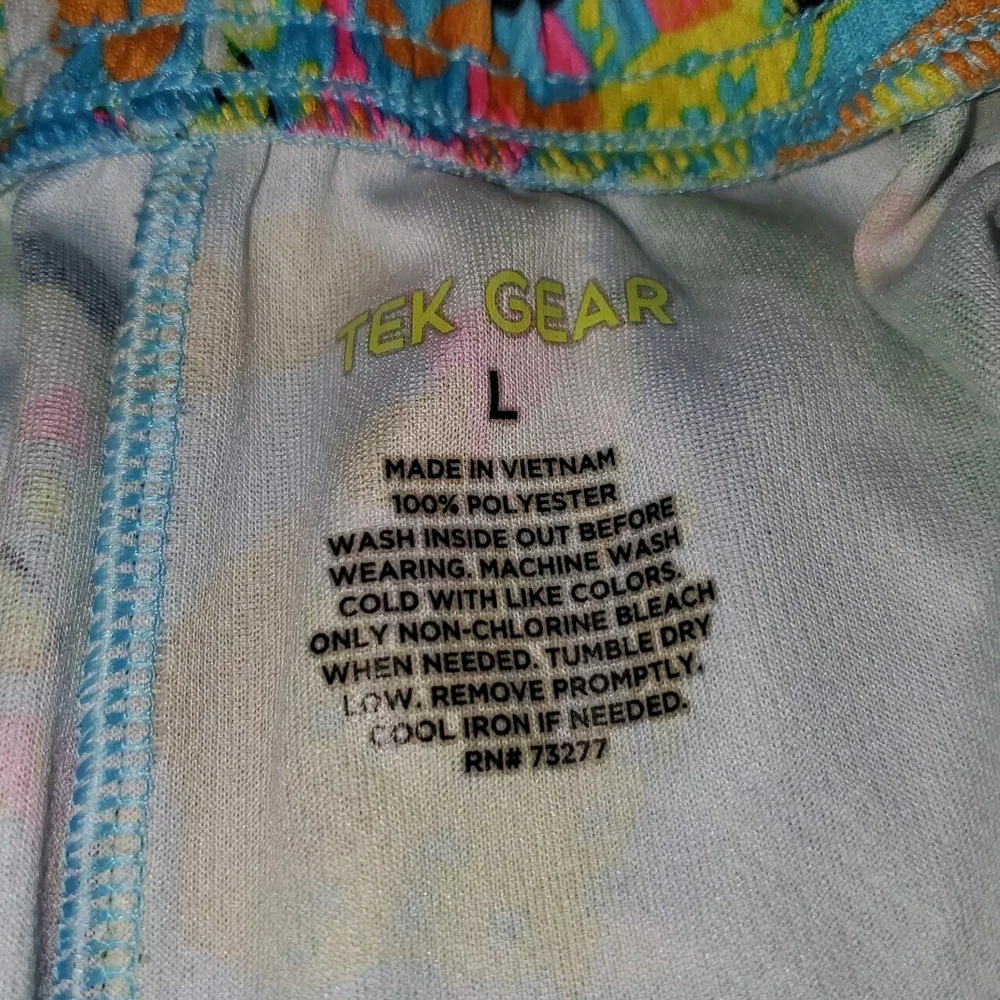 TEK GEAR
L
MADE IN VIETNAM
100% POLYESTER
WASH INSIDE OUT BEFORE
WEARING. MACHINE WASH
COLD WITH LIKE COLORS.
ONLY NON-CHLORINE BLEACH
WHEN NEEDED. TUMBLE DRY
LOW. REMOVE PROMPTLY.
COOL IRON IF NEEDED.
RN# 73277